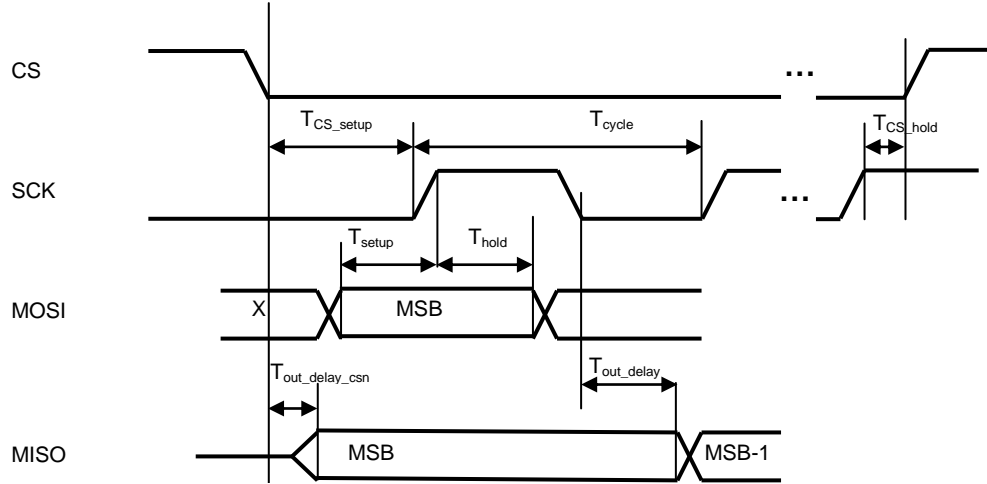 CS
...
T_CS_setup
T_cycle
T_CS_hold
SCK
...
T_setup
T_hold
MOSI
X
MSB
T_out_delay_csn
T_out_delay
MISO
MSB
MSB-1